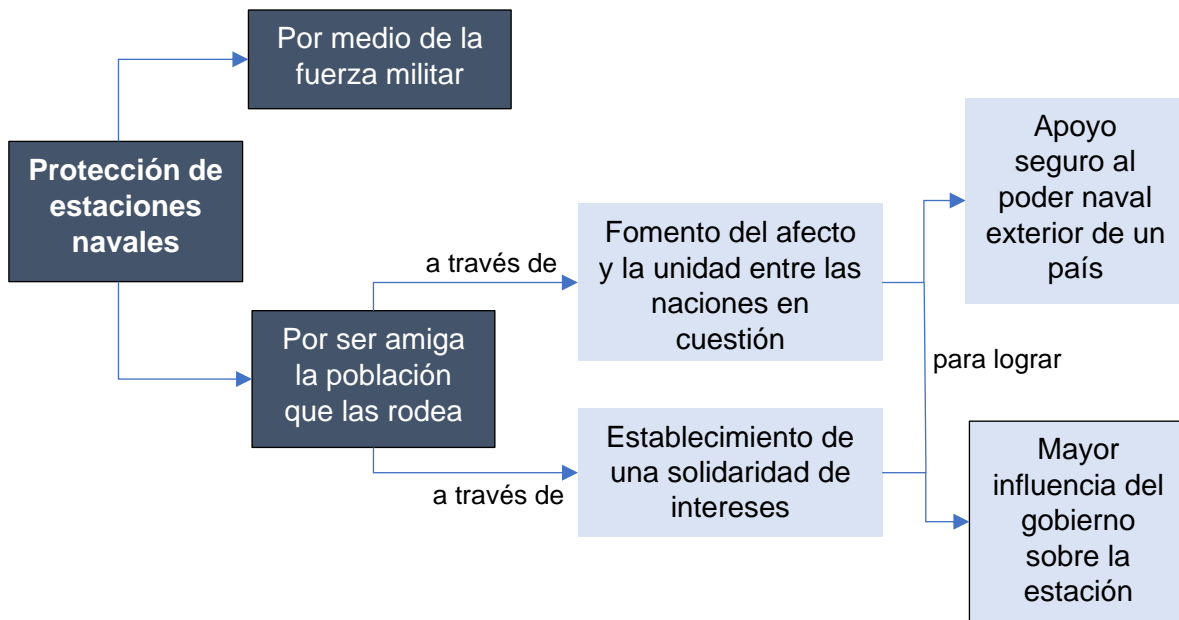 Por medio de la
fuerza militar
Protección de
estaciones
navales
Por ser amiga
la población
que las rodea
a través de
a través de
Fomento del afecto
y la unidad entre las
naciones en
cuestión
Establecimiento de
una solidaridad de
intereses
para lograr
Apoyo
seguro al
poder naval
exterior de un
país
Mayor
influencia del
gobierno
sobre la
estación